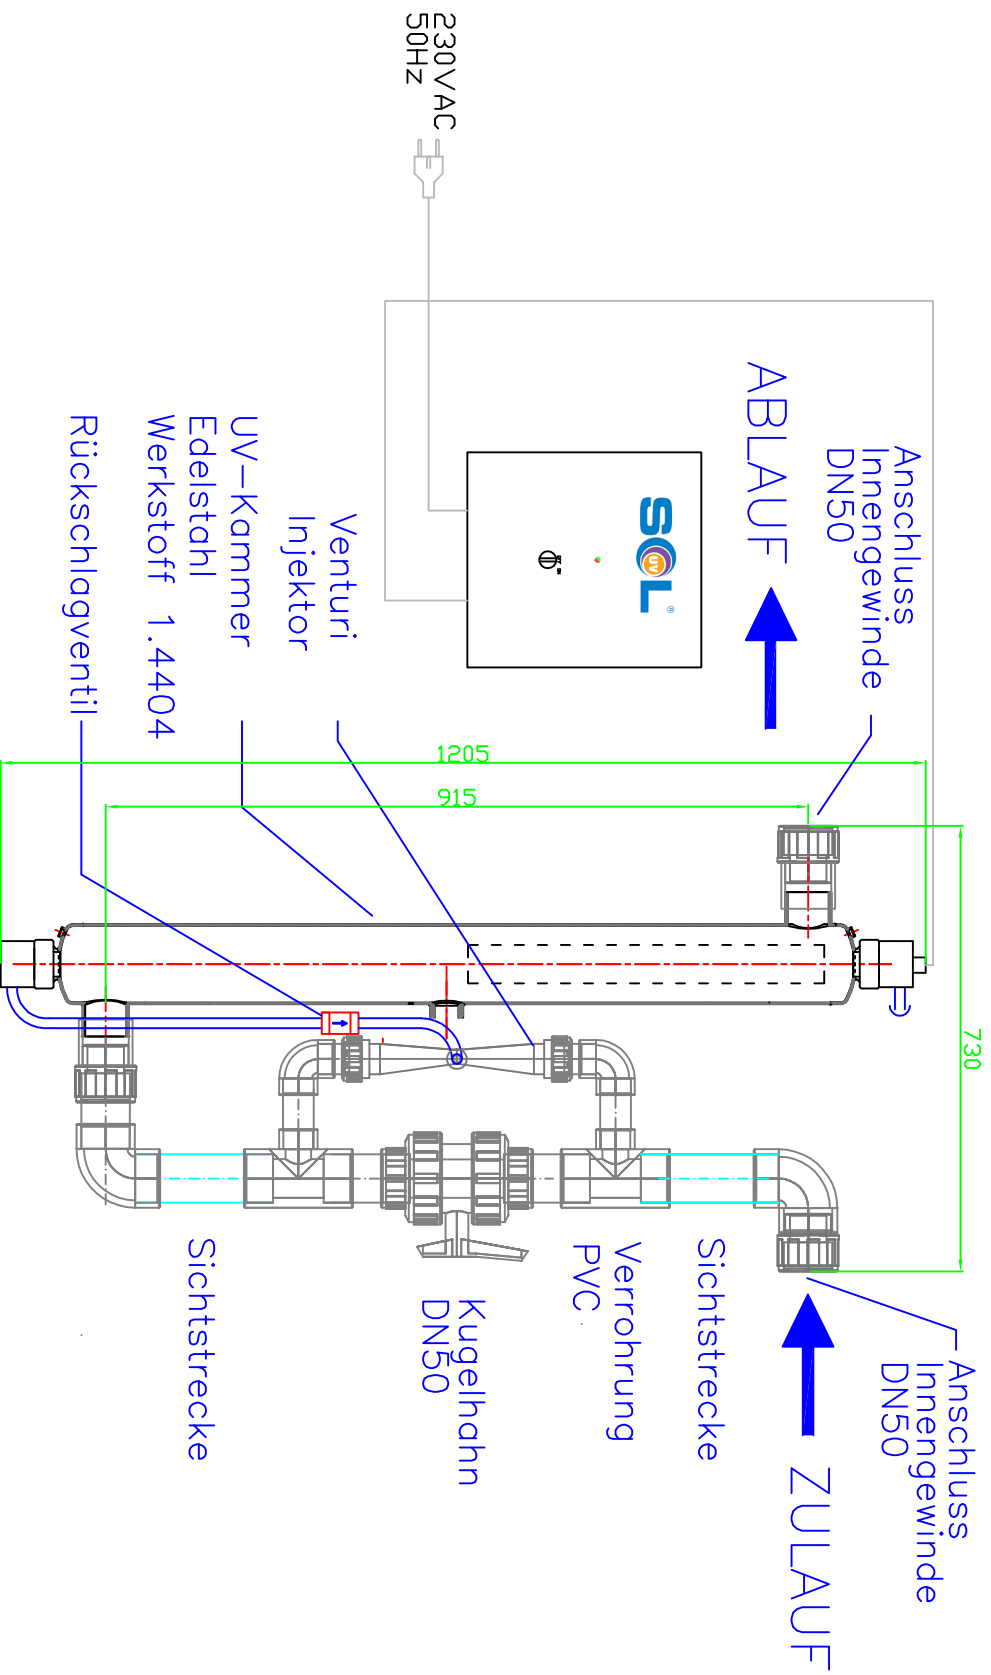 230VAC
50Hz
ABLAUF
Anschluss
Innengewinde
DN50
SOL
UV
®
Venturi
Injektor
UV-Kammer
Edelstahl
Werkstoff 1.4404
Rückschlagventil
1205
915
730
Sichtstrecke
Verrohrung
PVC
Kugelhahn
DN50
Sichtstrecke
Anschluss
Innengewinde
DN50
ZULAUF